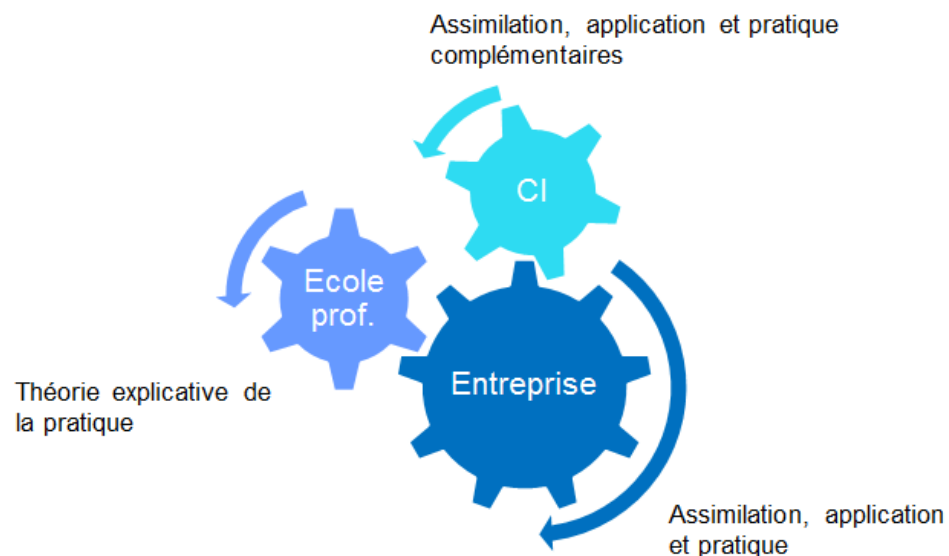 Assimilation, application et pratique
complémentaires
CI
Ecole
prof.
Entreprise
Théorie explicative de
la pratique
Assimilation, application
et pratique